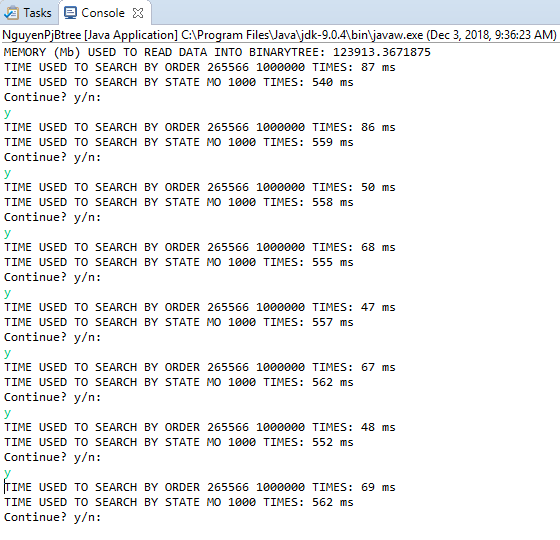 Tasks Console
NguyenPjBtree [Java Application] C:\Program Files\Java\jdk-9.0.4\bin\javaw.exe (Dec 3, 2018, 9:36:23 AM)
MEMORY (Mb) USED TO READ DATA INTO BINARYTREE: 123913.3671875
TIME USED TO SEARCH BY ORDER 265566 1000000 TIMES: 87 ms
TIME USED TO SEARCH BY STATE MO 1000 TIMES: 540 ms
Continue? y/n:
y
TIME USED TO SEARCH BY ORDER 265566 1000000 TIMES: 86 ms
TIME USED TO SEARCH BY STATE MO 1000 TIMES: 559 ms
Continue? y/n:
y
TIME USED TO SEARCH BY ORDER 265566 1000000 TIMES: 50 ms
TIME USED TO SEARCH BY STATE MO 1000 TIMES: 558 ms
Continue? y/n:
y
TIME USED TO SEARCH BY ORDER 265566 1000000 TIMES: 68 ms
TIME USED TO SEARCH BY STATE MO 1000 TIMES: 555 ms
Continue? y/n:
y
TIME USED TO SEARCH BY ORDER 265566 1000000 TIMES: 47 ms
TIME USED TO SEARCH BY STATE MO 1000 TIMES: 557 ms
Continue? y/n:
y
TIME USED TO SEARCH BY ORDER 265566 1000000 TIMES: 67 ms
TIME USED TO SEARCH BY STATE MO 1000 TIMES: 562 ms
Continue? y/n:
y
TIME USED TO SEARCH BY ORDER 265566 1000000 TIMES: 48 ms
TIME USED TO SEARCH BY STATE MO 1000 TIMES: 552 ms
Continue? y/n:
y
TIME USED TO SEARCH BY ORDER 265566 1000000 TIMES: 69 ms
TIME USED TO SEARCH BY STATE MO 1000 TIMES: 562 ms
Continue? y/n: